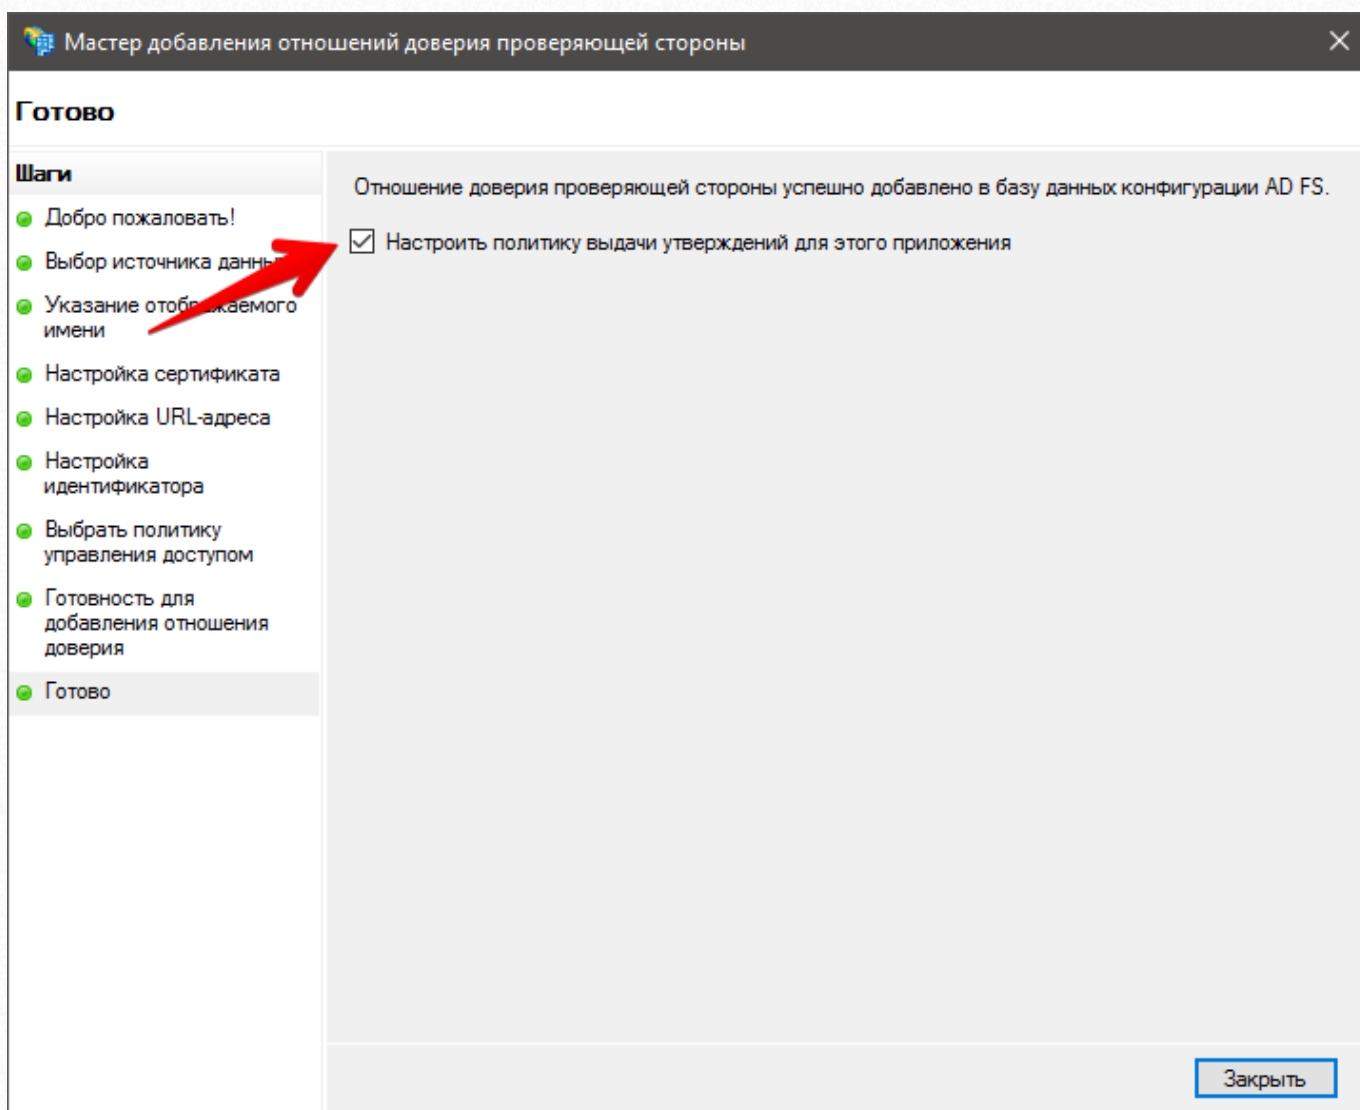 Мастер добавления отношений доверия проверяющей стороны
Готово
Шаги
Добро пожаловать!
Выбор источника данны
Указание отображаемого
имени
Настройка сертификата
Настройка URL-адреса
Настройка
идентификатора
Выбрать политику
управления доступом
Готовность для
добавления отношения
доверия
Готово
Отношение доверия проверяющей стороны успешно добавлено в базу данных конфигурации AD FS.
Настроить политику выдачи утверждений для этого приложения
Закрыть